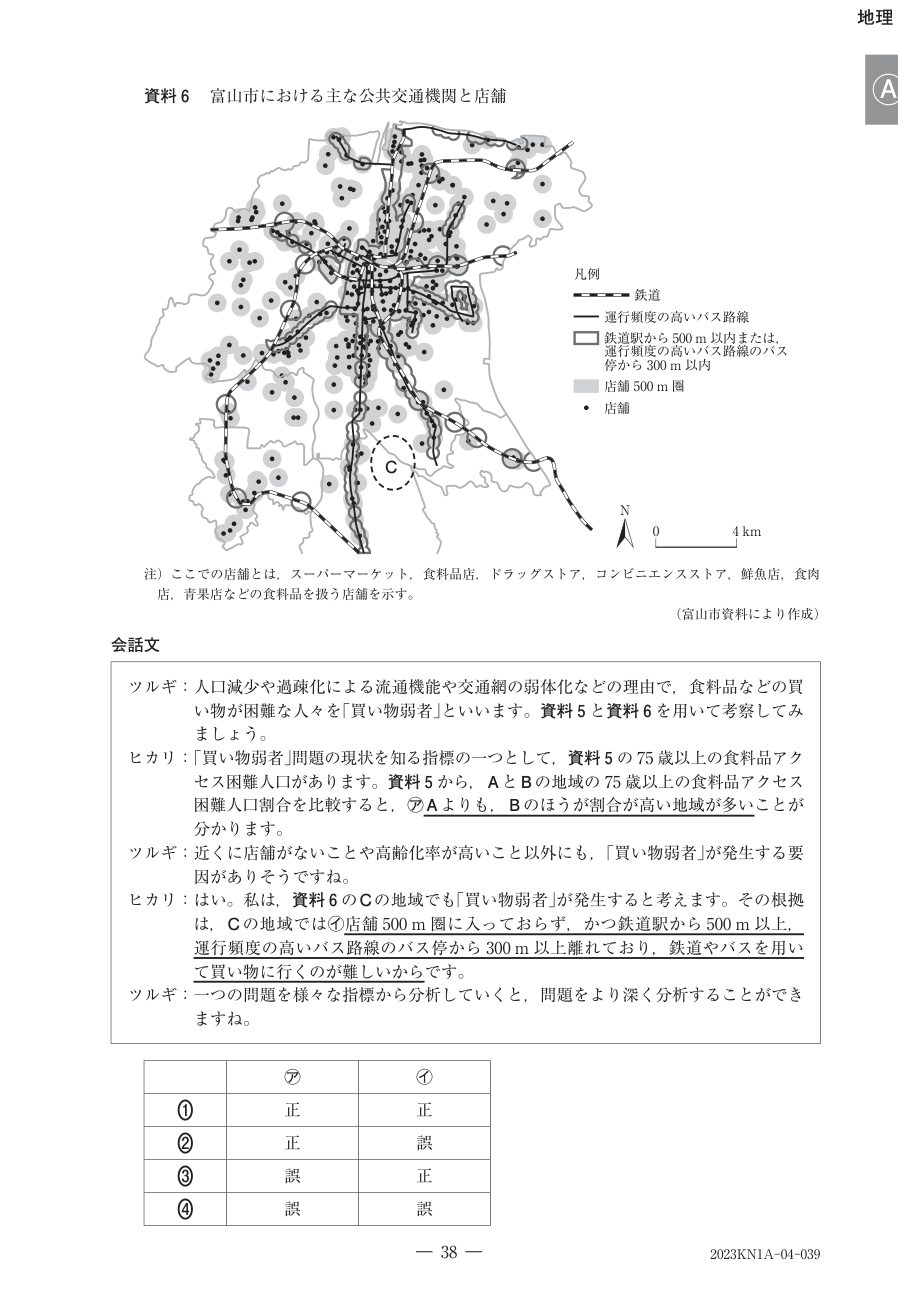 地理
Ⓐ
資料6 富山市における主な公共交通機関と店舗
凡例
鉄道
運行頻度の高いバス路線
鉄道駅から500m以内または,
運行頻度の高いバス路線のバス
停から300m以内
店舗500m圏
店舗
C
N
0 4km
注)ここでの店舗とは,スーパーマーケット,食料品店,ドラッグストア,コンビニエンスストア,鮮魚店,食肉
店,青果店などの食料品を扱う店舗を示す。
(富山市資料により作成)
会話文
ツルギ:人口減少や過疎化による流通機能や交通網の弱体化などの理由で,食料品などの買
い物が困難な人々を「買い物弱者」といいます。資料5と資料6を用いて考察してみ
ましょう。
ヒカリ:「買い物弱者」問題の現状を知る指標の一つとして,資料5の75歳以上の食料品アク
セス困難人口があります。資料5から,AとBの地域の75歳以上の食料品アクセス
困難人口割合を比較すると,㋐Aよりも,Bのほうが割合が高い地域が多いことが
分かります。
ツルギ:近くに店舗がないことや高齢化率が高いこと以外にも,「買い物弱者」が発生する要
因がありそうですね。
ヒカリ:はい。私は,資料6のCの地域でも「買い物弱者」が発生すると考えます。その根拠
は,Cの地域では㋑店舗500m圏に入っておらず,かつ鉄道駅から500m以上,
運行頻度の高いバス路線のバス停から300m以上離れており,鉄道やバスを用い
て買い物に行くのが難しいからです。
ツルギ:一つの問題を様々な指標から分析していくと,問題をより深く分析することができ
ますね。
㋐ ㋑
① 正 正
② 正 誤
③ 誤 正
④ 誤 誤
― 38 ―
2023KN1A-04-039